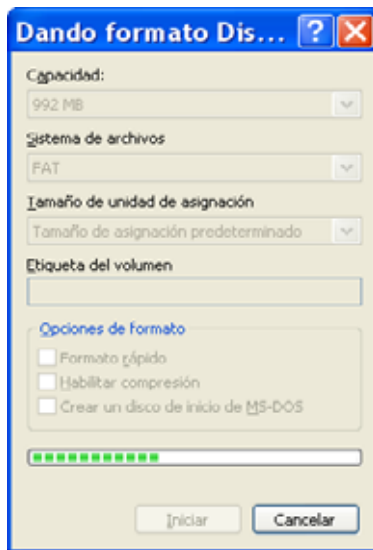 Dando formato Dis...
Capacidad:
992 MB
Sistema de archivos
FAT
Tamaño de unidad de asignación
Tamaño de asignación predeterminado
Etiqueta del volumen
Opciones de formato
Formato rápido
Habilitar compresión
Crear un disco de inicio de MS-DOS
Iniciar
Cancelar